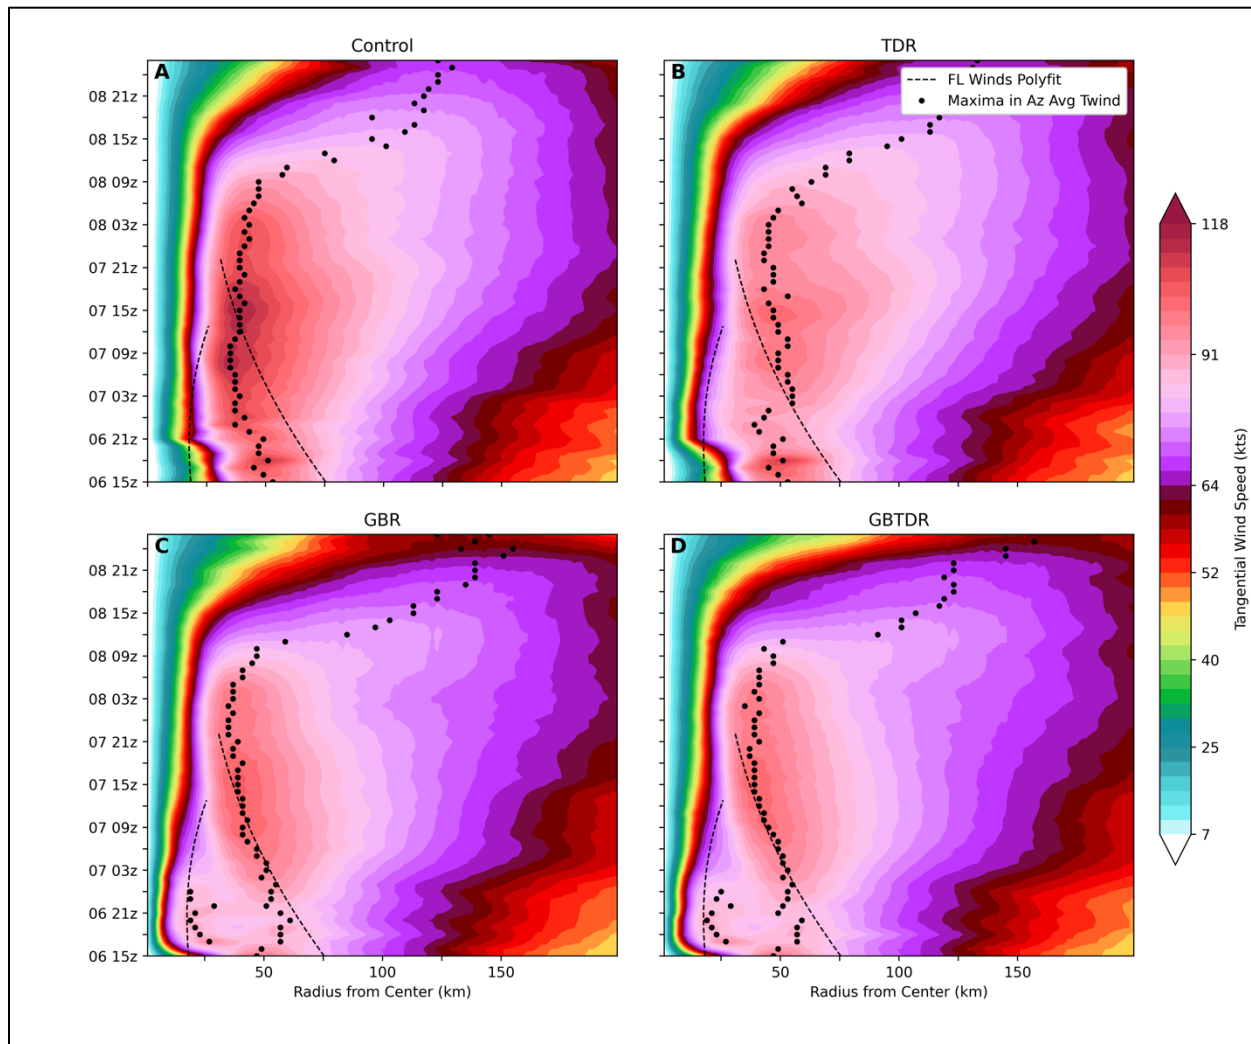 Control
TDR
A
B
FL Winds Polyfit
Maxima in Az Avg Twind
08 21z
08 15z
08 09z
08 03z
07 21z
07 15z
07 09z
07 03z
06 21z
06 15z
118
91
64
52
40
25
7
Tangential Wind Speed (kts)
GBR
GBTDR
C
D
08 21z
08 15z
08 09z
08 03z
07 21z
07 15z
07 09z
07 03z
06 21z
06 15z
50 100 150
50 100 150
Radius from Center (km)
Radius from Center (km)